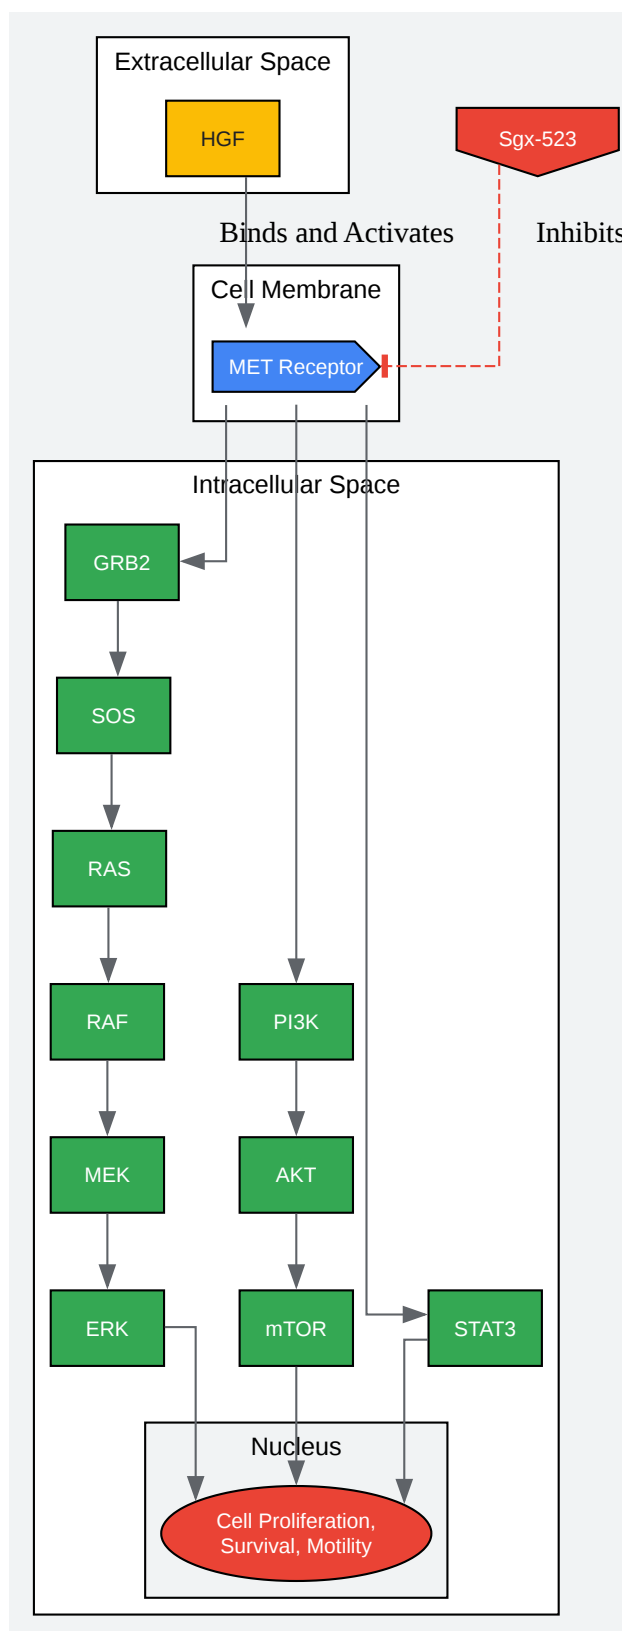 Extracellular Space
HGF
Sgx-523
Binds and Activates
Inhibits
Cell Membrane
MET Receptor
Intracellular Space
GRB2
SOS
RAS
RAF
PI3K
MEK
AKT
ERK
mTOR
STAT3
Nucleus
Cell Proliferation,
Survival, Motility